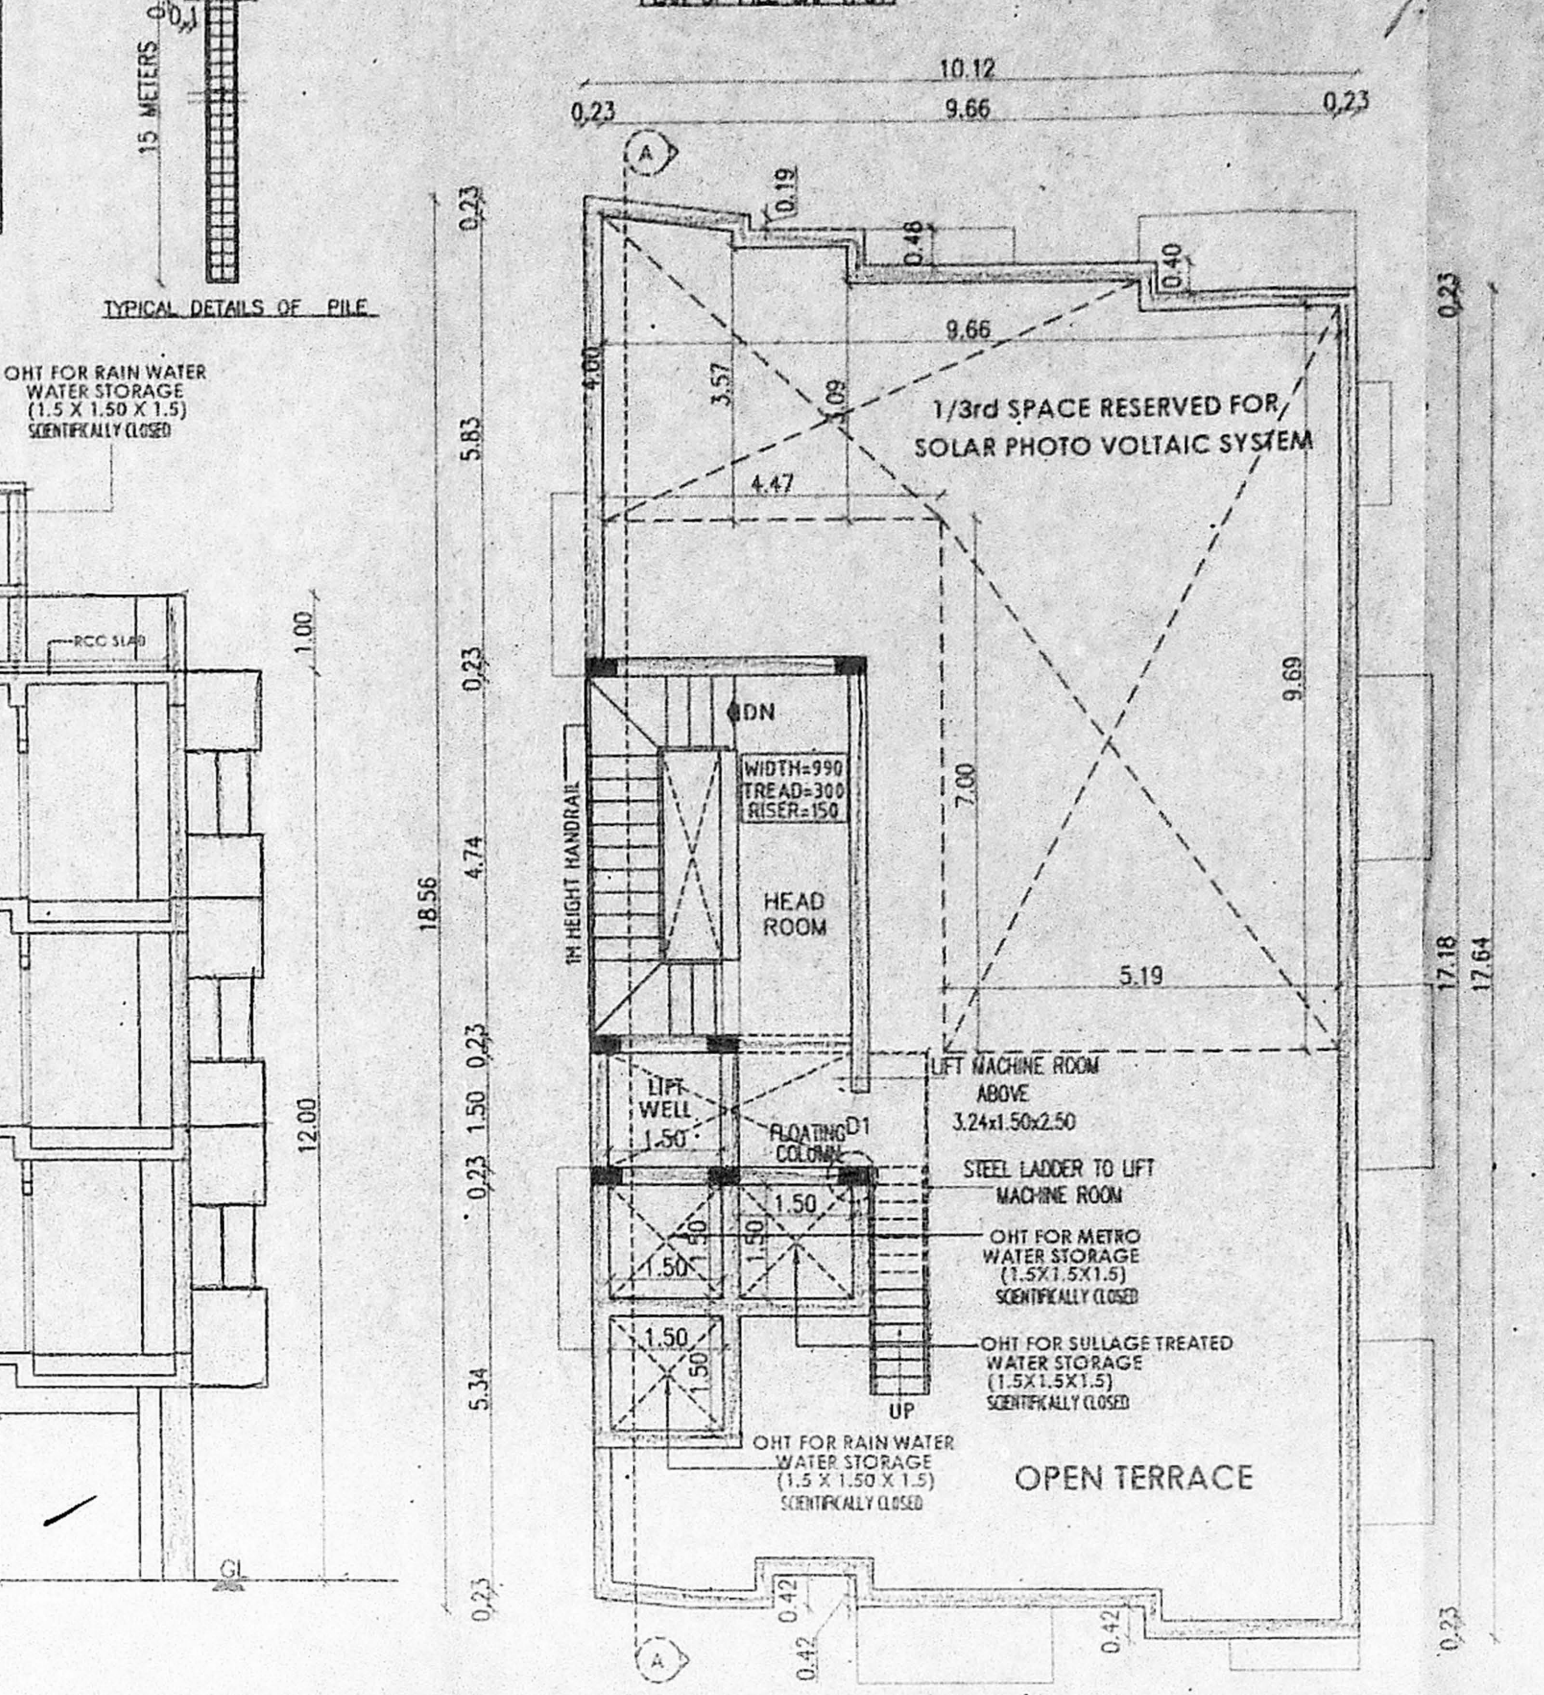 15 METERS
TYPICAL DETAILS OF PILE
OHT FOR RAIN WATER
WATER STORAGE
(1.5 X 1.50 X 1.5)
SCIENTIFICALLY CLOSED
RCC SLAB
1.00
12.00
GL
10.12
0.23
9.66
0.23
A
0.19
0.48
0.40
0.23
5.83
0.23
4.74
18.56
0.23
1.50
0.23
5.34
0.23
4.00
3.57
3.09
9.66
4.47
1/3rd SPACE RESERVED FOR
SOLAR PHOTO VOLTAIC SYSTEM
9.69
7.00
5.19
0.23
17.18
17.64
0.23
DN
WIDTH=990
TREAD=300
RISER=150
1M HEIGHT HANDRAIL
HEAD
ROOM
LIFT
WELL
1.50
FLOATING
COLUMN
D1
LIFT MACHINE ROOM
ABOVE
3.24x1.50x2.50
STEEL LADDER TO LIFT
MACHINE ROOM
1.50
1.50
1.50
1.50
OHT FOR METRO
WATER STORAGE
(1.5X1.5X1.5)
SCIENTIFICALLY CLOSED
1.50
1.50
OHT FOR SULLAGE TREATED
WATER STORAGE
(1.5X1.5X1.5)
SCIENTIFICALLY CLOSED
UP
OHT FOR RAIN WATER
WATER STORAGE
(1.5 X 1.50 X 1.5)
SCIENTIFICALLY CLOSED
OPEN TERRACE
0.42
0.42
0.42
A